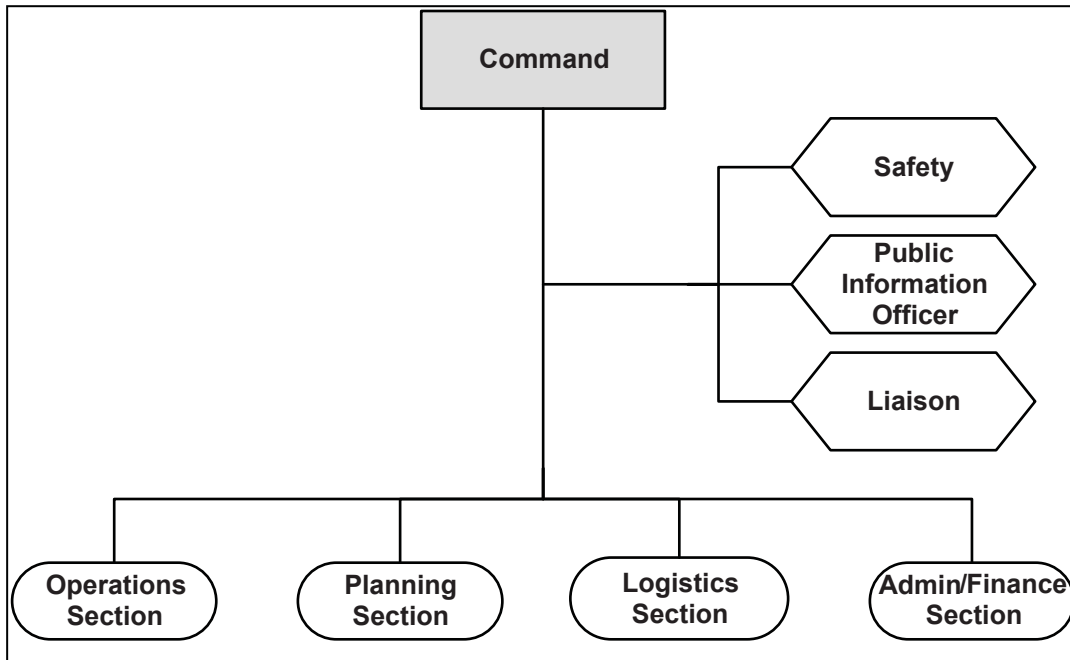 Command
Safety
Public
Information
Officer
Liaison
Operations
Section
Planning
Section
Logistics
Section
Admin/Finance
Section